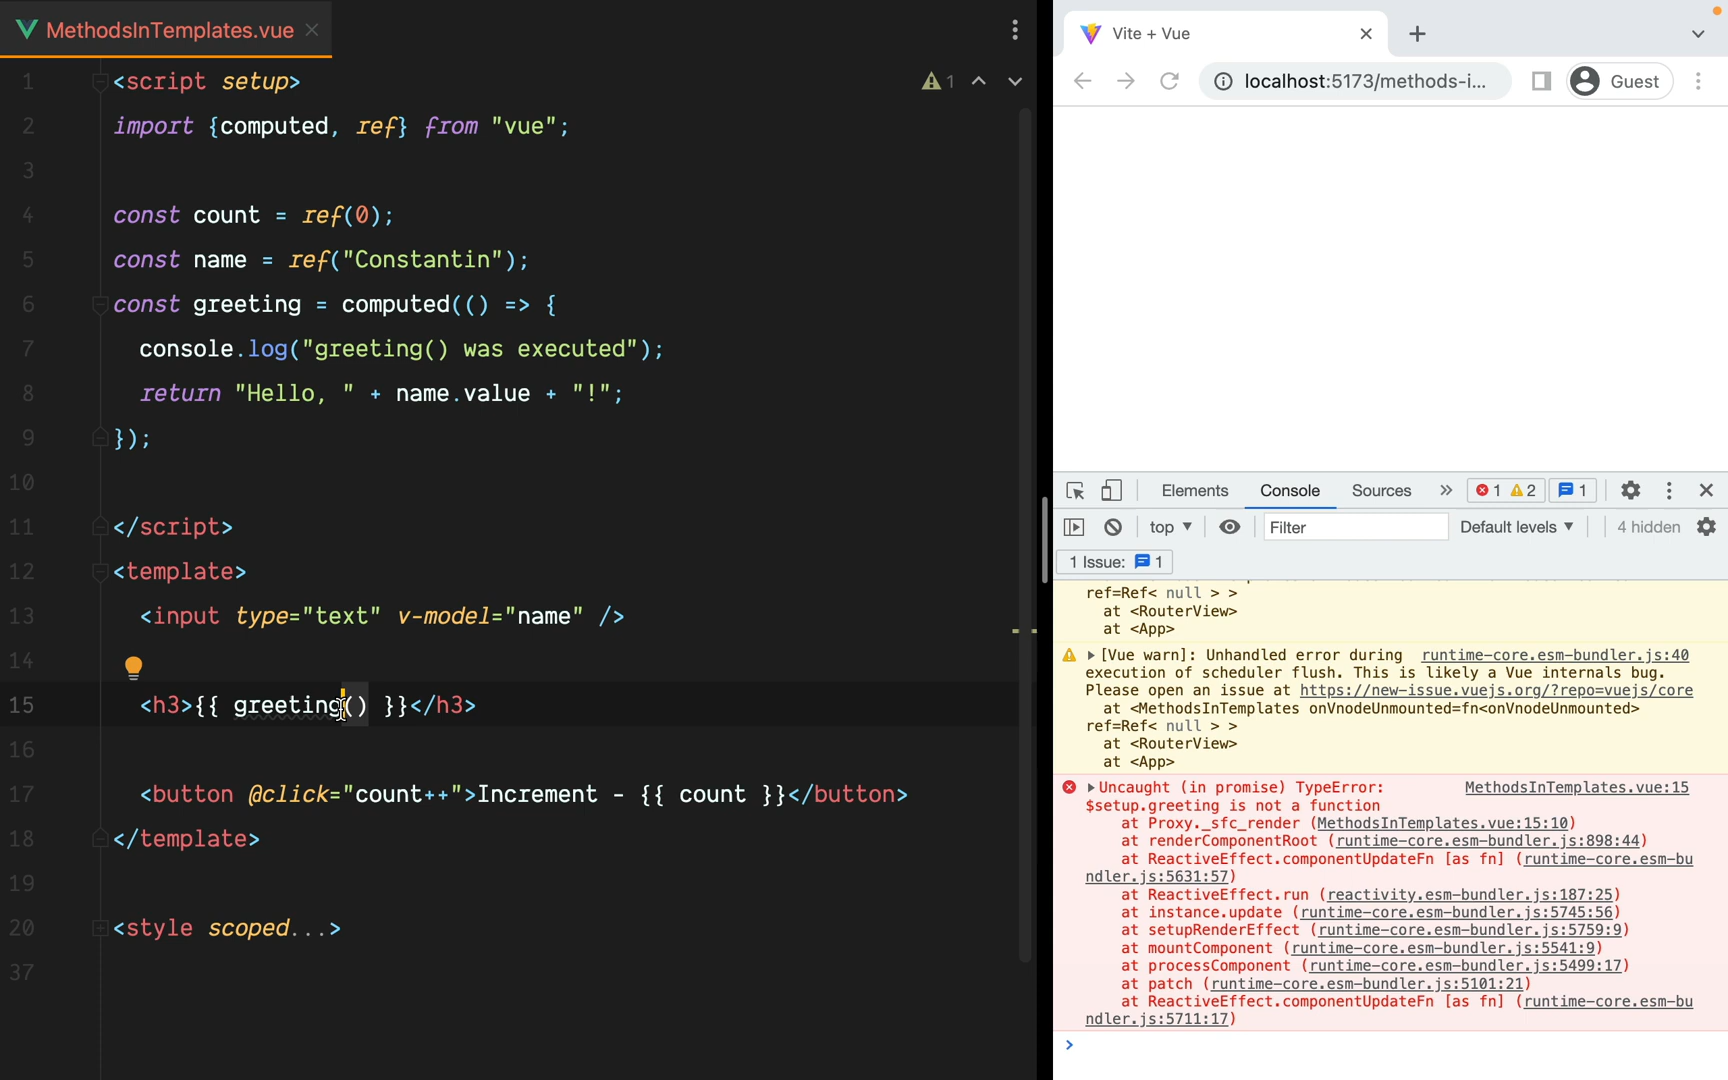 MethodsInTemplates.vue
1 <script setup>
2 import {computed, ref} from "vue";
3
4 const count = ref(0);
5 const name = ref("Constantin");
6 const greeting = computed(() => {
7 console.log("greeting() was executed");
8 return "Hello, " + name.value + "!";
9 });
10
11 </script>
12 <template>
13 <input type="text" v-model="name" />
14
15 <h3>{{ greeting() }}</h3>
16
17 <button @click="count++">Increment - {{ count }}</button>
18 </template>
19
20 <style scoped...>
37
1
Vite + Vue
localhost:5173/methods-i...
Guest
Elements Console Sources » 1 2 1
top Filter Default levels 4 hidden
1 Issue: 1
ref=Ref< null > >
at <RouterView>
at <App>
[Vue warn]: Unhandled error during runtime-core.esm-bundler.js:40
execution of scheduler flush. This is likely a Vue internals bug.
Please open an issue at https://new-issue.vuejs.org/?repo=vuejs/core
at <MethodsInTemplates onVnodeUnmounted=fn<onVnodeUnmounted>
ref=Ref< null > >
at <RouterView>
at <App>
Uncaught (in promise) TypeError: MethodsInTemplates.vue:15
$setup.greeting is not a function
at Proxy._sfc_render (MethodsInTemplates.vue:15:10)
at renderComponentRoot (runtime-core.esm-bundler.js:898:44)
at ReactiveEffect.componentUpdateFn [as fn] (runtime-core.esm-bu
ndler.js:5631:57)
at ReactiveEffect.run (reactivity.esm-bundler.js:187:25)
at instance.update (runtime-core.esm-bundler.js:5745:56)
at setupRenderEffect (runtime-core.esm-bundler.js:5759:9)
at mountComponent (runtime-core.esm-bundler.js:5541:9)
at processComponent (runtime-core.esm-bundler.js:5499:17)
at patch (runtime-core.esm-bundler.js:5101:21)
at ReactiveEffect.componentUpdateFn [as fn] (runtime-core.esm-bu
ndler.js:5711:17)
>